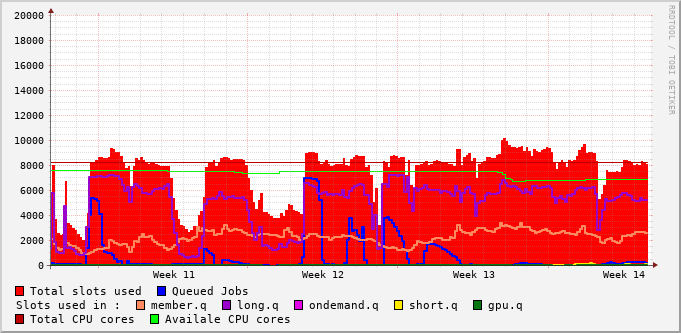 20000
18000
16000
14000
12000
10000
8000
6000
4000
2000
0
Week 11 Week 12 Week 13 Week 14
RRDTOOL / TOBI OETIKER
Total slots used Queued Jobs
Slots used in : member.q long.q ondemand.q short.q gpu.q
Total CPU cores Availale CPU cores